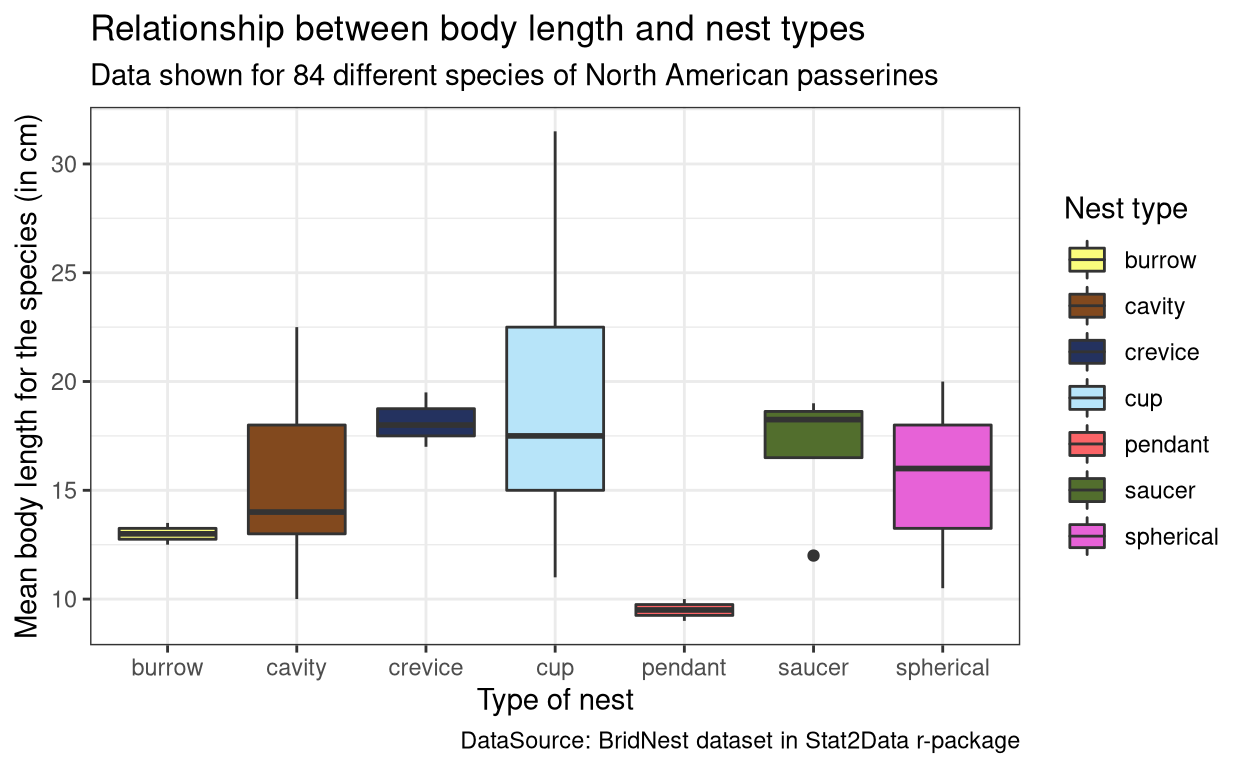 Relationship between body length and nest types
Data shown for 84 different species of North American passerines
Mean body length for the species (in cm)
30
25
20
15
10
burrow cavity crevice cup pendant saucer spherical
Type of nest
DataSource: BridNest dataset in Stat2Data r-package
Nest type
burrow
cavity
crevice
cup
pendant
saucer
spherical